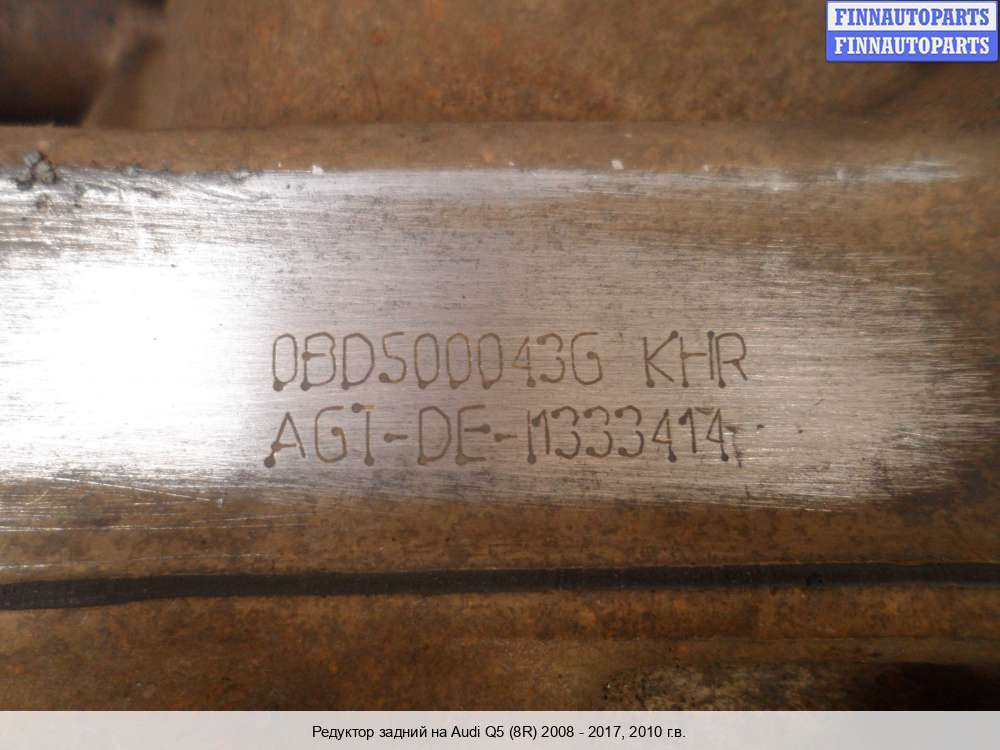 FINNAUTOPARTS
FINNAUTOPARTS
0BD500043G KHR
AGT-DE-11333414
Редуктор задний на Audi Q5 (8R) 2008 - 2017, 2010 г.в.